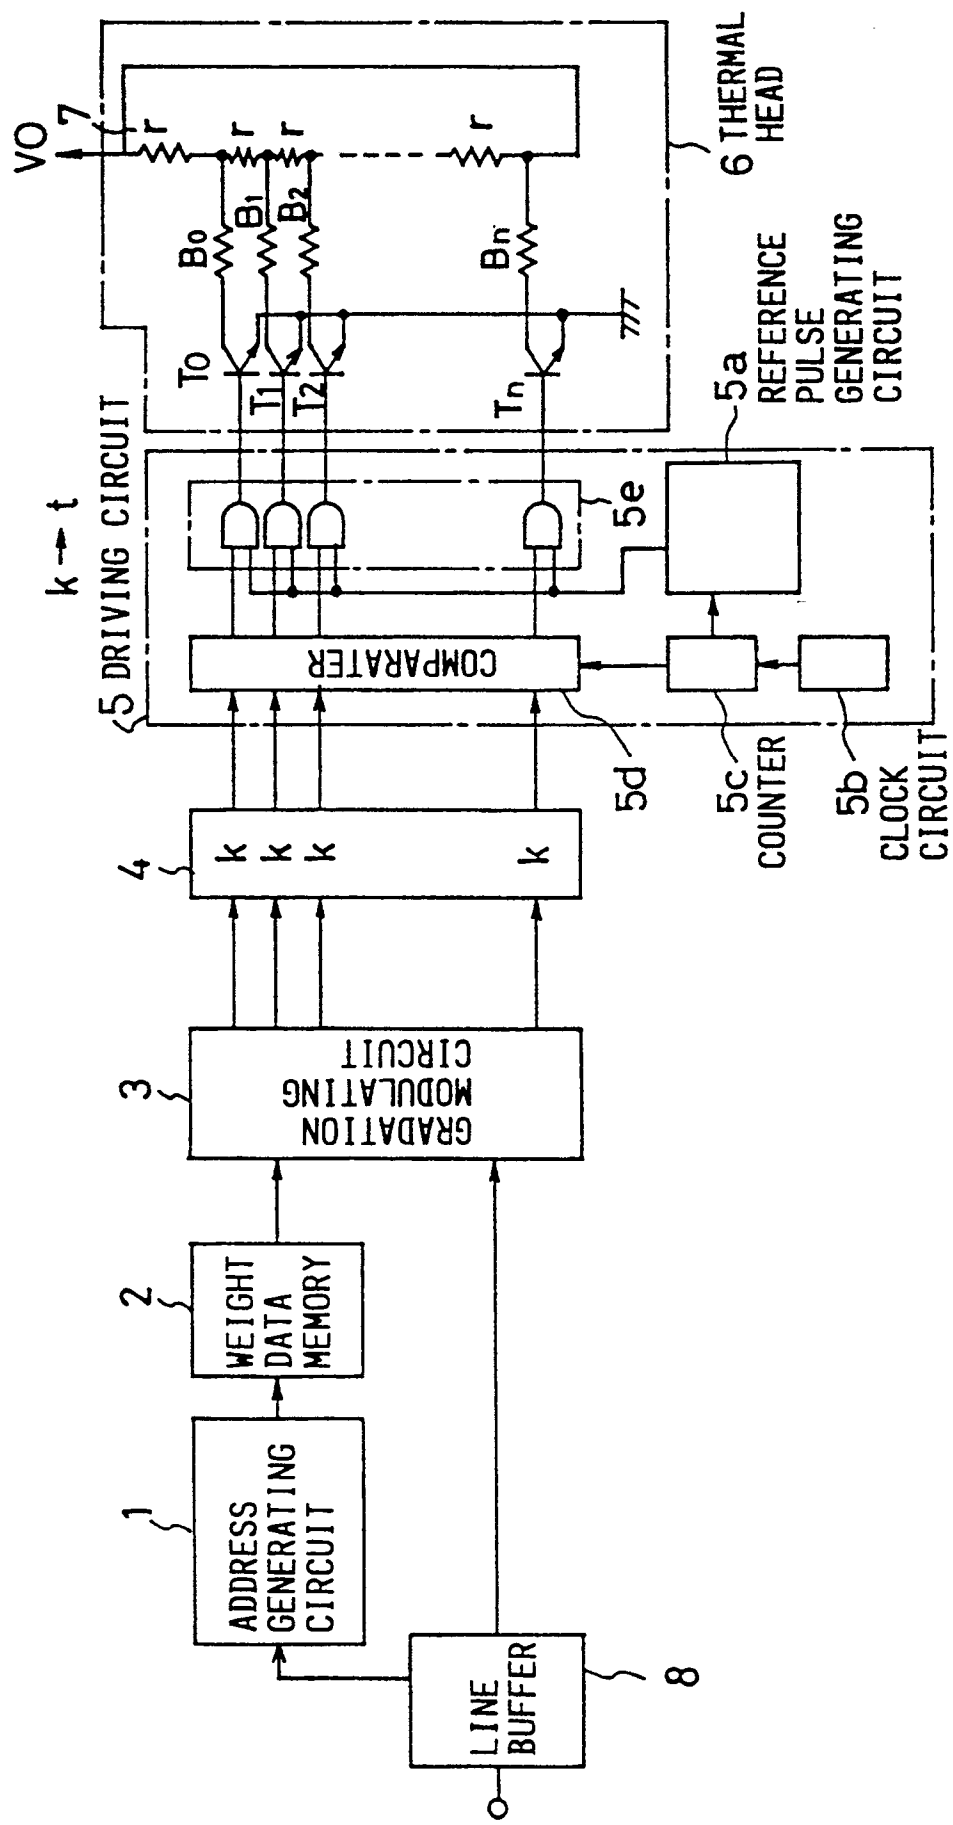 1
ADDRESS
GENERATING
CIRCUIT
2
WEIGHT
DATA
MEMORY
8
LINE
BUFFER
3
GRADATION
MODULATING
CIRCUIT
4
k
k
k
k
k → t
5 DRIVING CIRCUIT
COMPARATER
5d
5e
5c
COUNTER
5b
CLOCK
CIRCUIT
5a
REFERENCE
PULSE
GENERATING
CIRCUIT
VO
7
r
r
r
r
B0
B1
B2
Bn
T0
T1
T2
Tn
6 THERMAL
HEAD